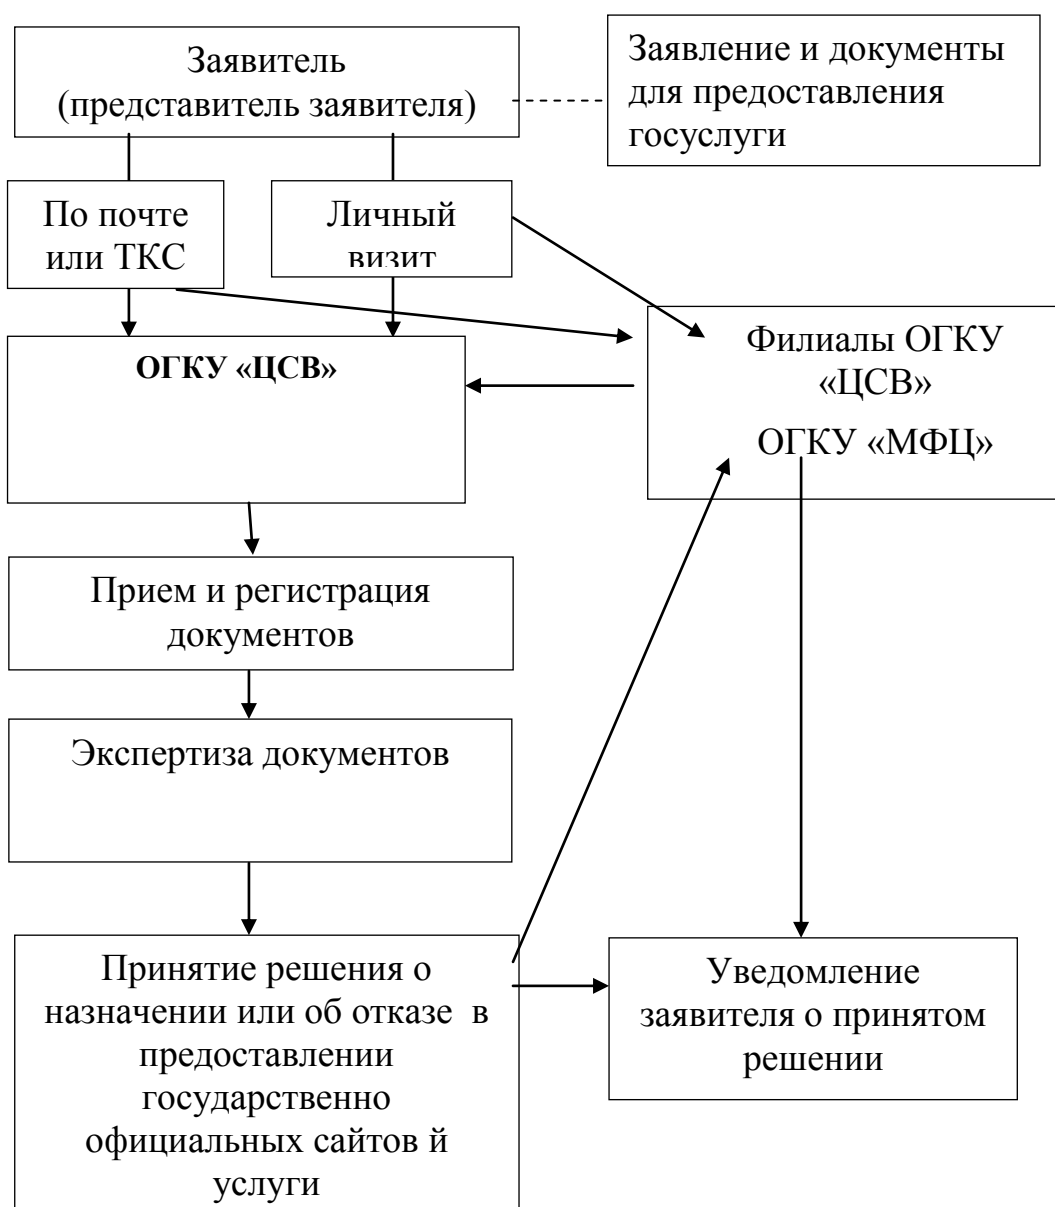 Заявитель
(представитель заявителя)
Заявление и документы
для предоставления
госуслуги
По почте
или ТКС
Личный
визит
ОГКУ «ЦСВ»
Филиалы ОГКУ
«ЦСВ»
ОГКУ «МФЦ»
Прием и регистрация
документов
Экспертиза документов
Принятие решения о
назначении или об отказе в
предоставлении
государственно
официальных сайтов й
услуги
Уведомление
заявителя о принятом
решении